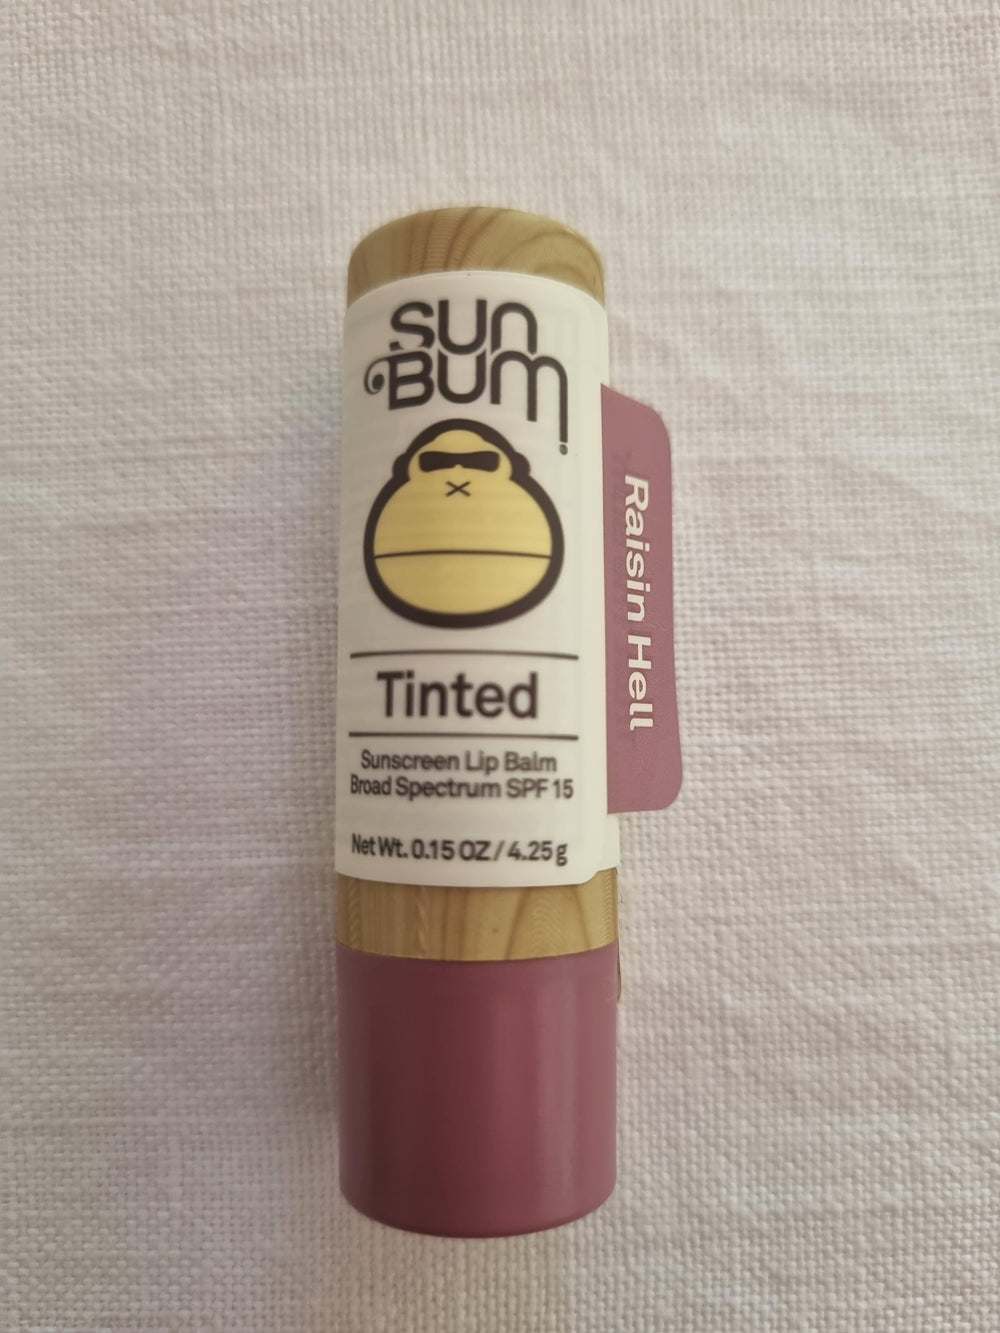 sun
Bum
Tinted
Sunscreen Lip Balm
Broad Spectrum SPF 15
Net Wt. 0.15 OZ / 4.25 g
Raisin Hell